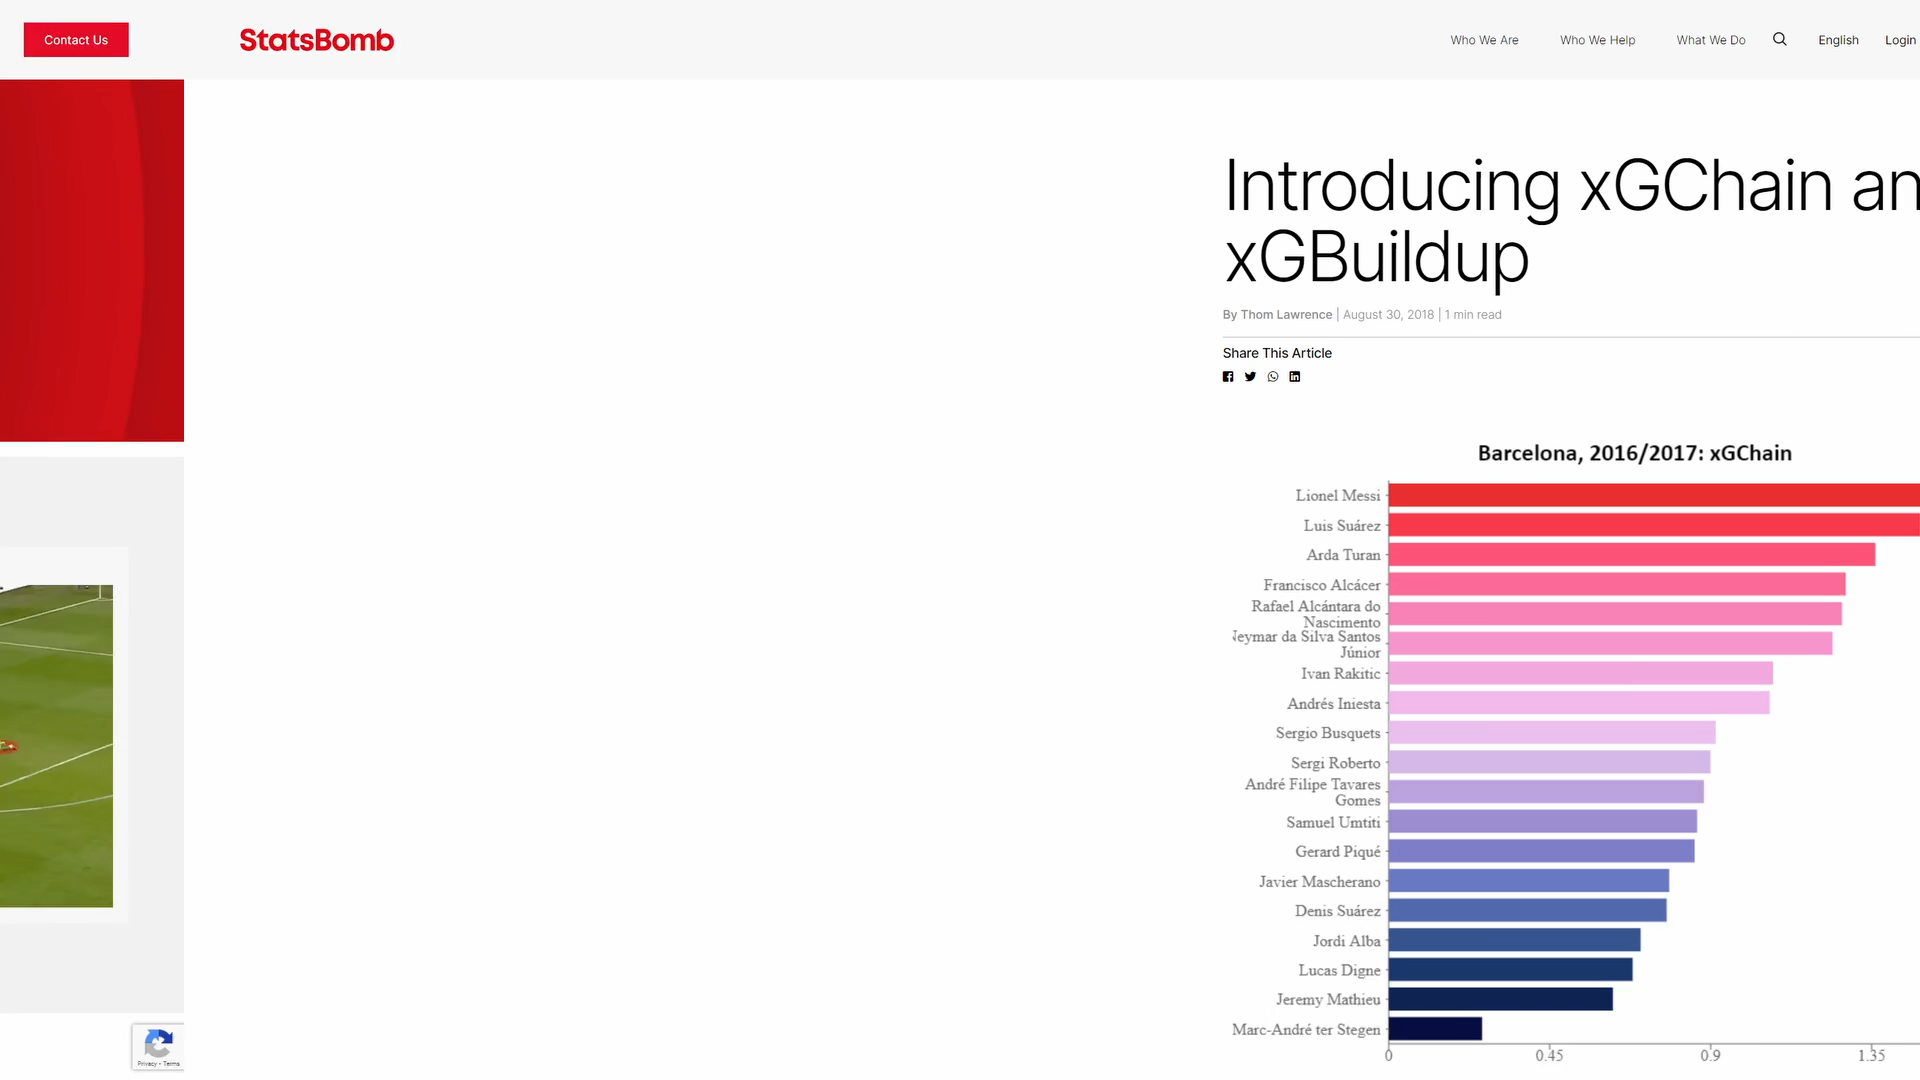 Contact Us
StatsBomb
Who We Are
Who We Help
What We Do
English
Login
Introducing xGChain an
xGBuildup
By Thom Lawrence | August 30, 2018 | 1 min read
Share This Article
Barcelona, 2016/2017: xGChain
Lionel Messi
Luis Suárez
Arda Turan
Francisco Alcácer
Rafael Alcántara do
Nascimento
Neymar da Silva Santos
Júnior
Ivan Rakitic
Andrés Iniesta
Sergio Busquets
Sergi Roberto
André Filipe Tavares
Gomes
Samuel Umtiti
Gerard Piqué
Javier Mascherano
Denis Suárez
Jordi Alba
Lucas Digne
Jeremy Mathieu
Marc-André ter Stegen
0
0.45
0.9
1.35
Privacy - Terms